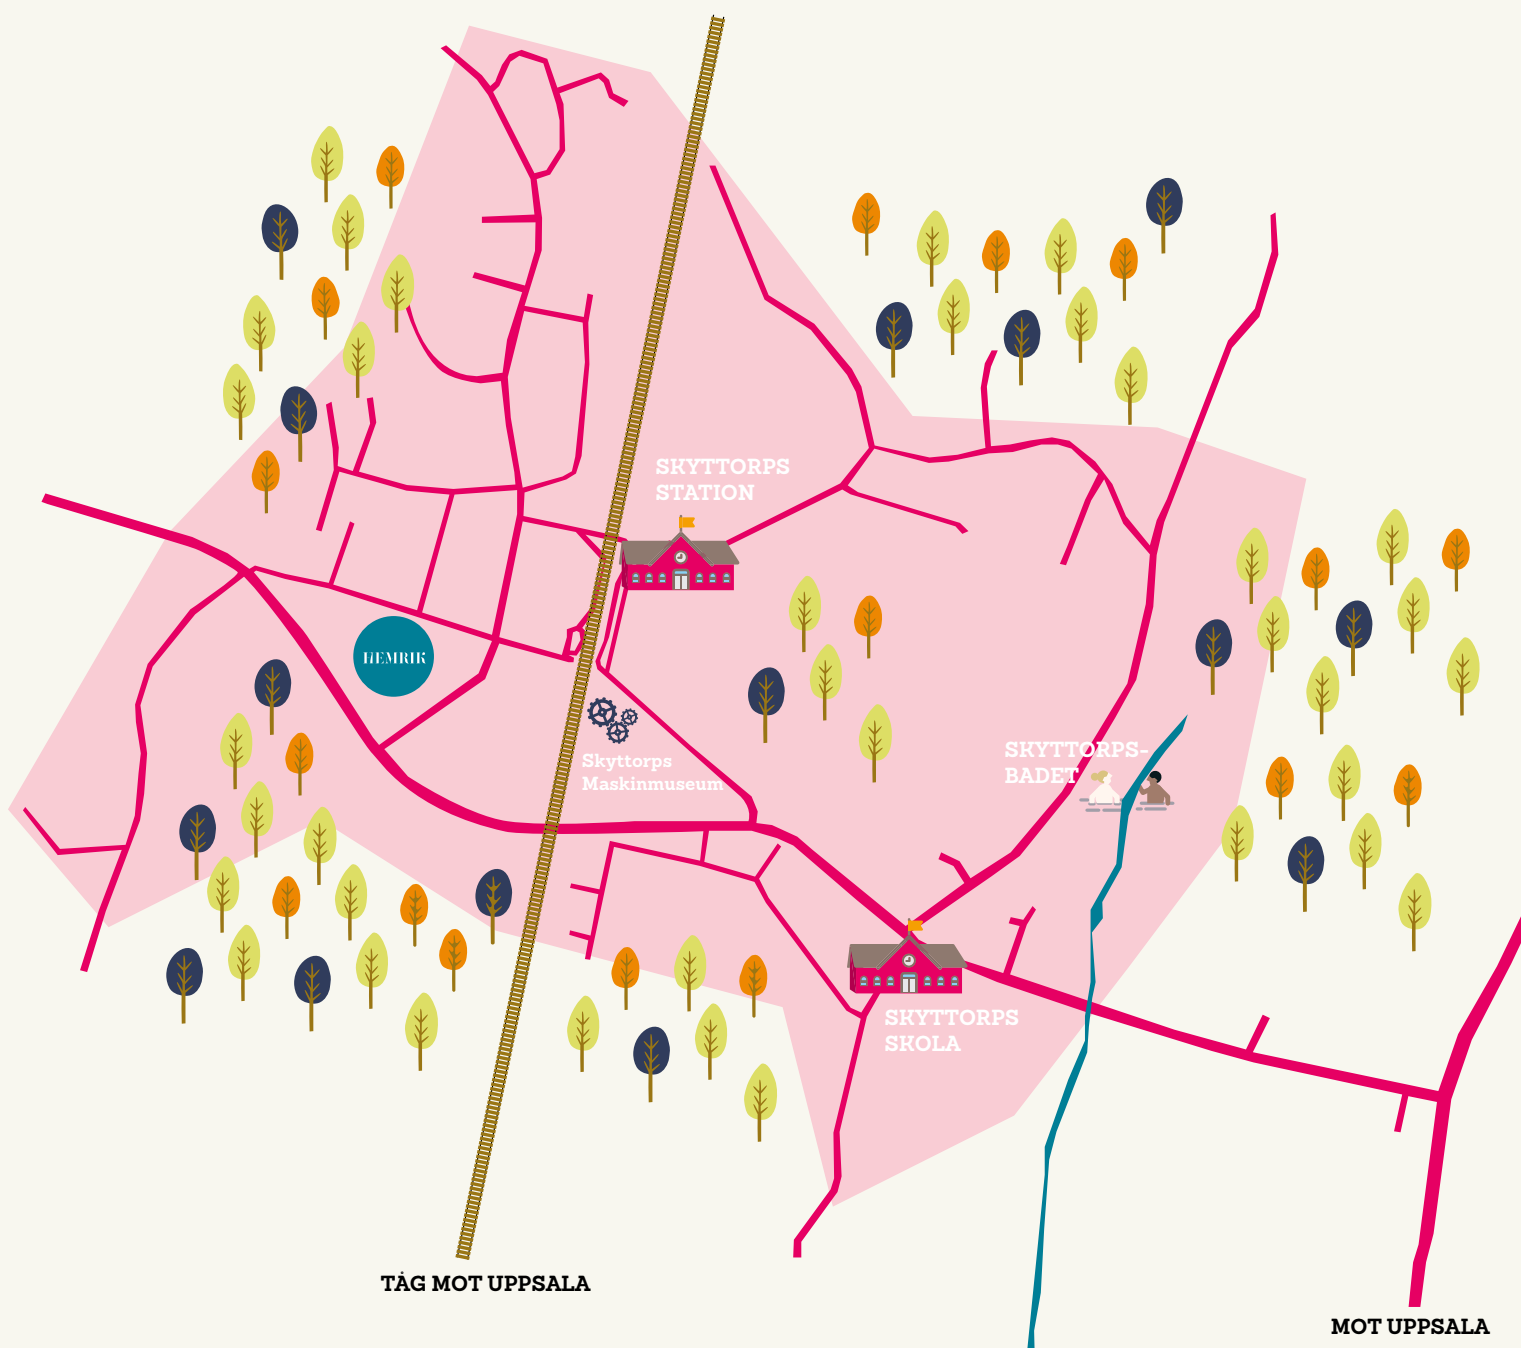 SKYTTORPS
STATION
HEMRIK
Skyttorps
Maskinmuseum
SKYTTORPS-
BADET
SKYTTORPS
SKOLA
TÅG MOT UPPSALA
MOT UPPSALA